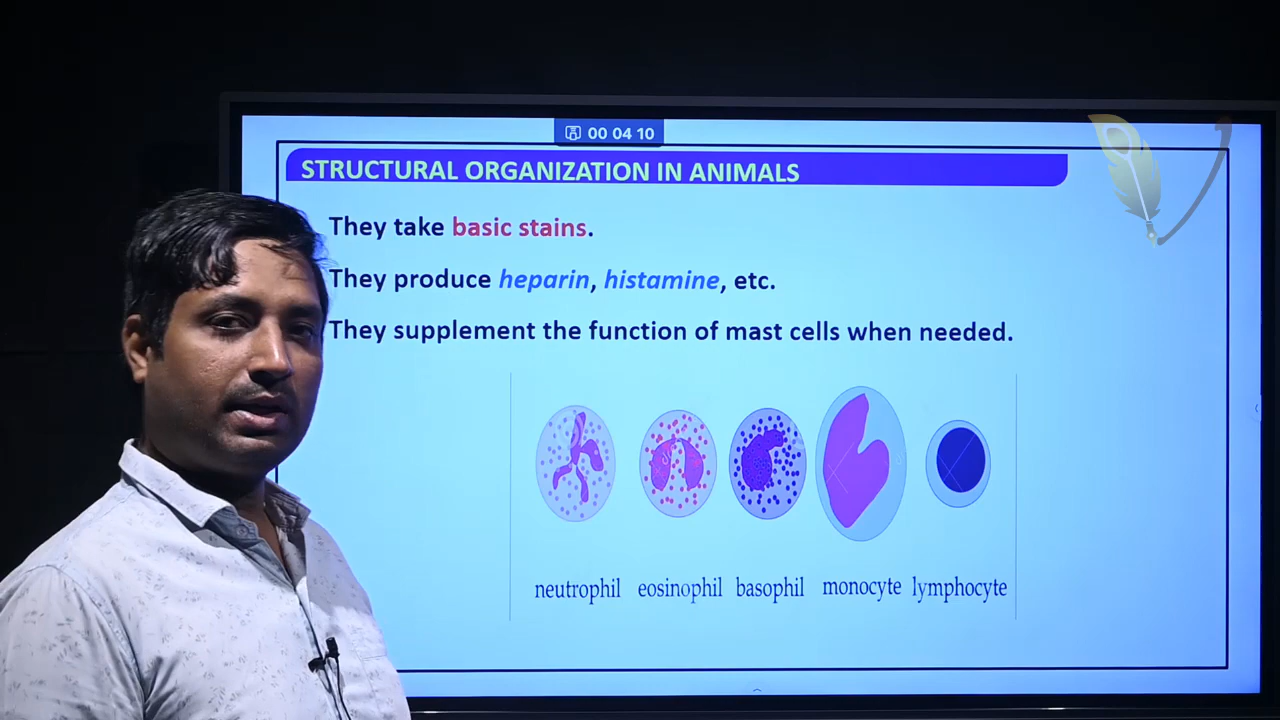 00 04 10
STRUCTURAL ORGANIZATION IN ANIMALS
They take basic stains.
They produce heparin, histamine, etc.
They supplement the function of mast cells when needed.
neutrophil eosinophil basophil monocyte lymphocyte